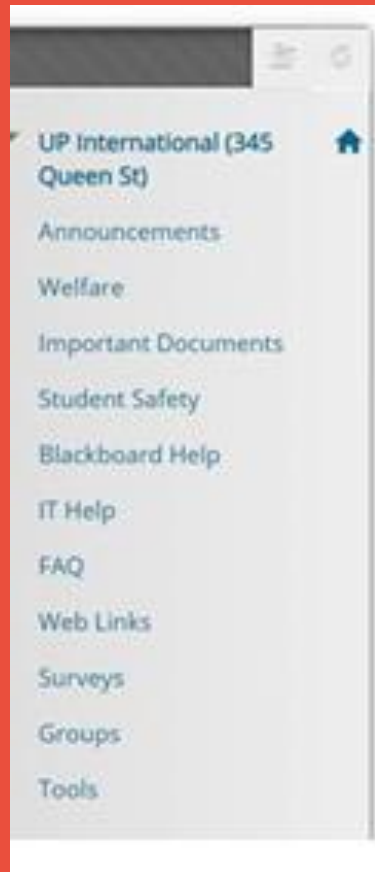 UP International (345
Queen St)
Announcements
Welfare
Important Documents
Student Safety
Blackboard Help
IT Help
FAQ
Web Links
Surveys
Groups
Tools